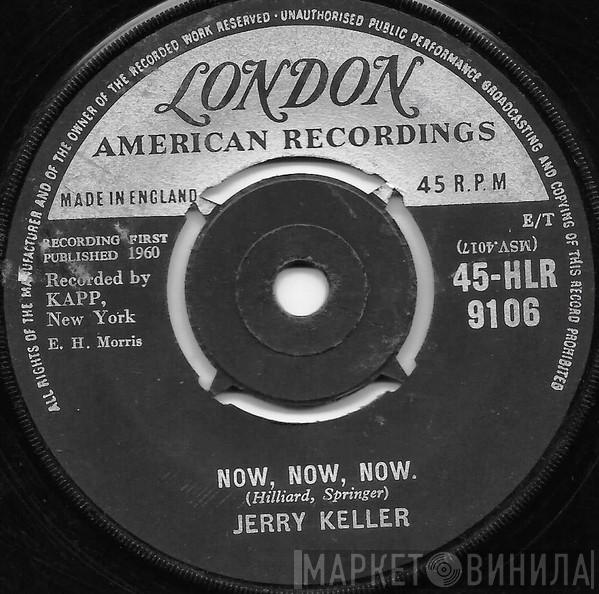 ALL RIGHTS OF THE MANUFACTURER AND OF THE OWNER OF THE RECORDED WORK RESERVED · UNAUTHORISED PUBLIC PERFORMANCE BROADCASTING AND COPYING OF THIS RECORD PROHIBITED
LONDON
AMERICAN RECORDINGS
MADE IN ENGLAND
45 R.P.M
E/T
(MSV.4017)
RECORDING FIRST
PUBLISHED 1960
45-HLR
9106
Recorded by
KAPP,
New York
E. H. Morris
NOW, NOW, NOW.
(Hilliard, Springer)
JERRY KELLER
МАРКЕТ ВИНИЛА